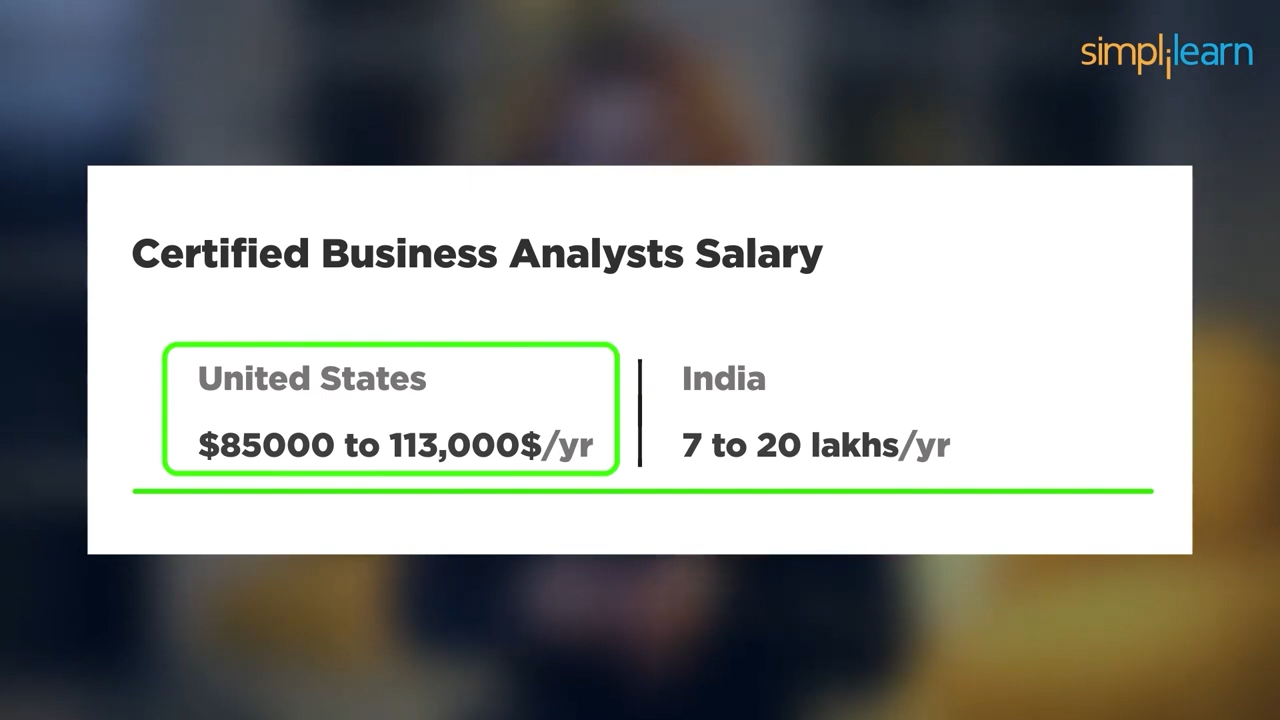 simplilearn
Certified Business Analysts Salary
United States
$85000 to 113,000$/yr
India
7 to 20 lakhs/yr